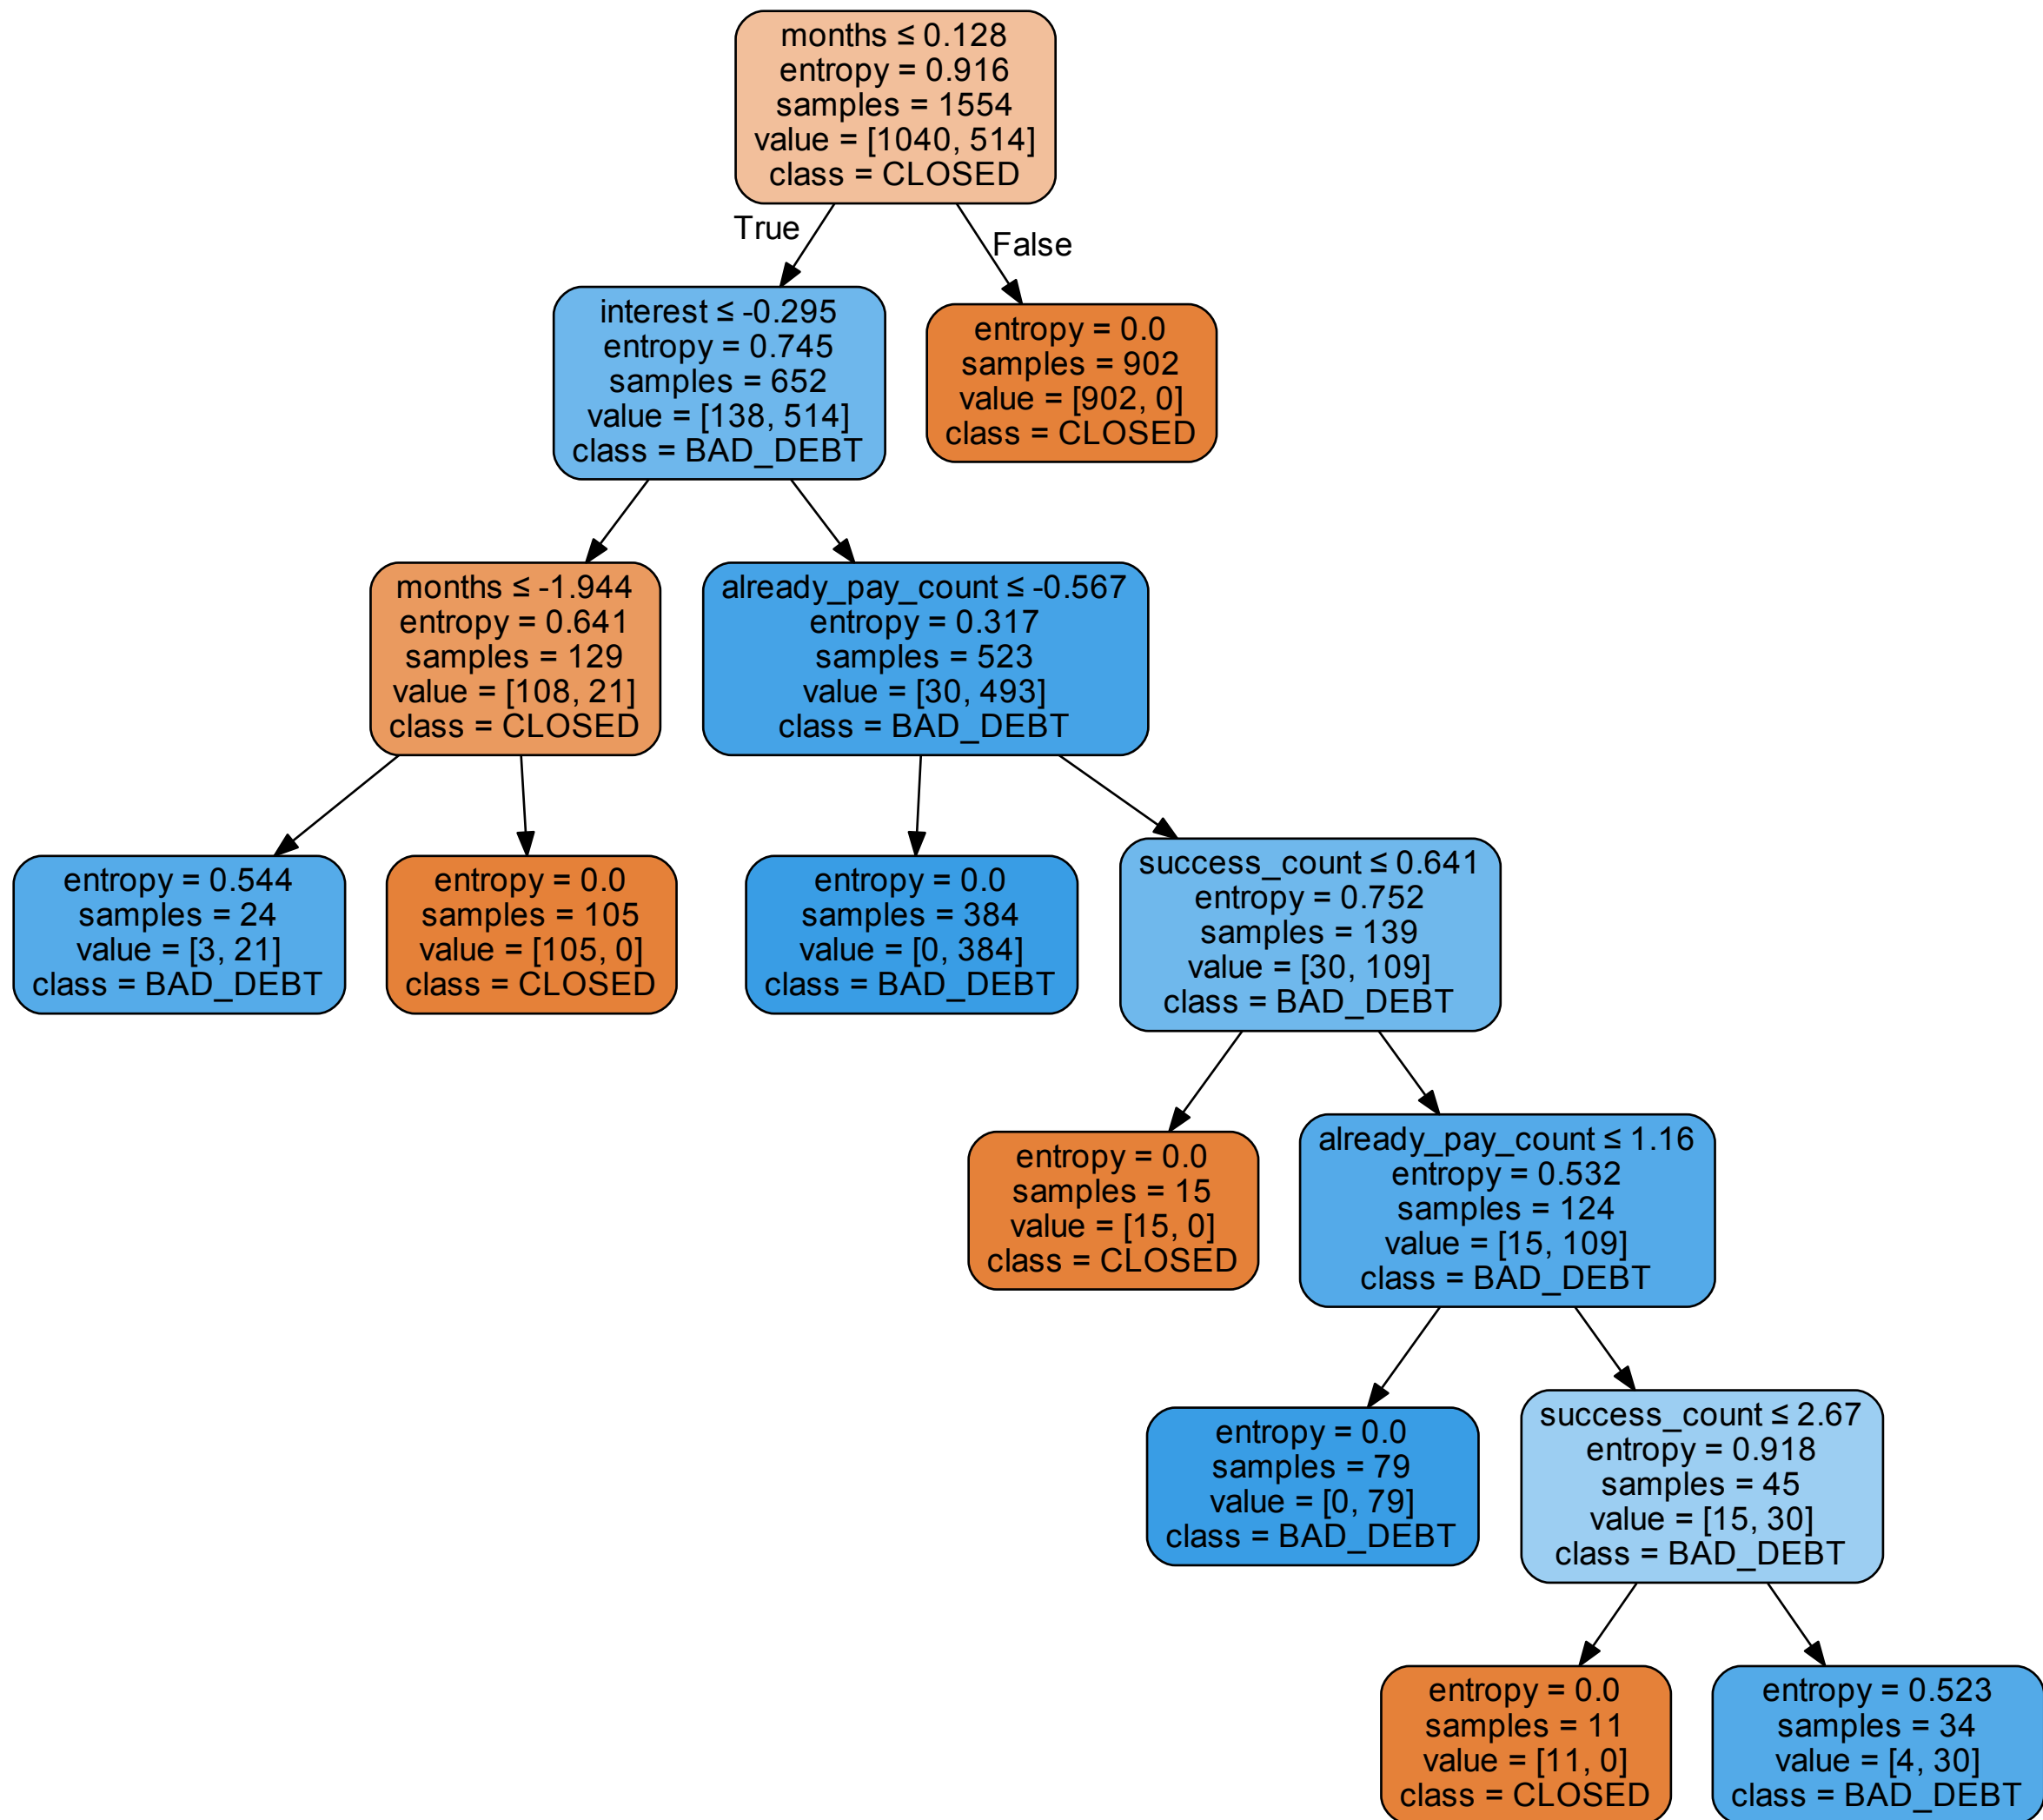 months ≤ 0.128
entropy = 0.916
samples = 1554
value = [1040, 514]
class = CLOSED
True
False
interest ≤ -0.295
entropy = 0.745
samples = 652
value = [138, 514]
class = BAD_DEBT
entropy = 0.0
samples = 902
value = [902, 0]
class = CLOSED
months ≤ -1.944
entropy = 0.641
samples = 129
value = [108, 21]
class = CLOSED
already_pay_count ≤ -0.567
entropy = 0.317
samples = 523
value = [30, 493]
class = BAD_DEBT
entropy = 0.544
samples = 24
value = [3, 21]
class = BAD_DEBT
entropy = 0.0
samples = 105
value = [105, 0]
class = CLOSED
entropy = 0.0
samples = 384
value = [0, 384]
class = BAD_DEBT
success_count ≤ 0.641
entropy = 0.752
samples = 139
value = [30, 109]
class = BAD_DEBT
entropy = 0.0
samples = 15
value = [15, 0]
class = CLOSED
already_pay_count ≤ 1.16
entropy = 0.532
samples = 124
value = [15, 109]
class = BAD_DEBT
entropy = 0.0
samples = 79
value = [0, 79]
class = BAD_DEBT
success_count ≤ 2.67
entropy = 0.918
samples = 45
value = [15, 30]
class = BAD_DEBT
entropy = 0.0
samples = 11
value = [11, 0]
class = CLOSED
entropy = 0.523
samples = 34
value = [4, 30]
class = BAD_DEBT